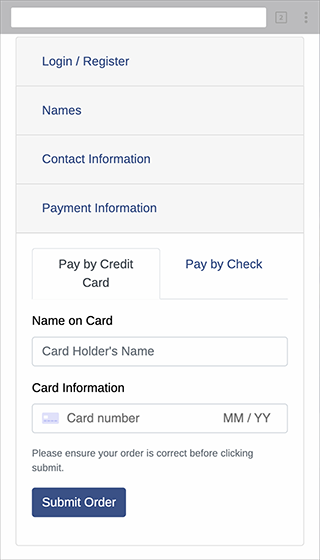 2
Login / Register
Names
Contact Information
Payment Information
Pay by Credit
Card
Pay by Check
Name on Card
Card Holder's Name
Card Information
Card number MM / YY
Please ensure your order is correct before clicking
submit.
Submit Order